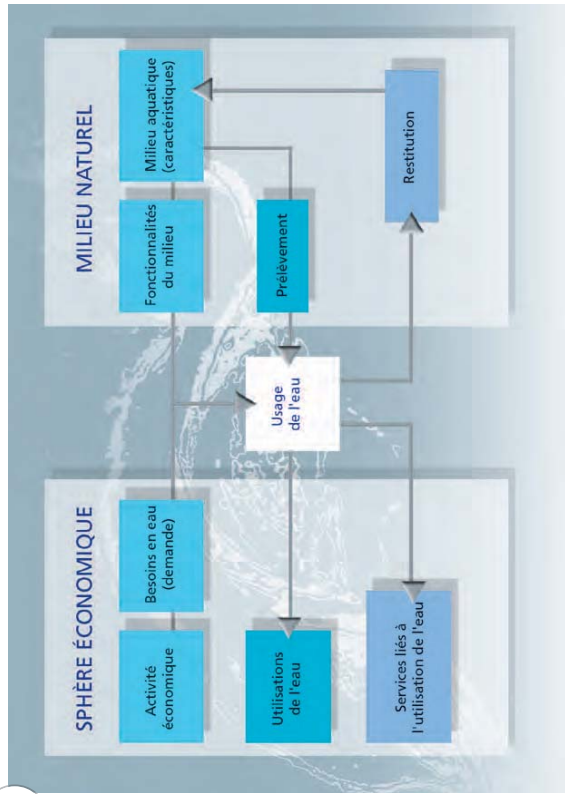 SPHÈRE ÉCONOMIQUE
Activité
économique
Besoins en eau
(demande)
Utilisations
de l'eau
Services liés à
l'utilisation de l'eau
Usage
de l'eau
MILIEU NATUREL
Fonctionnalités
du milieu
Milieu aquatique
(caractéristiques)
Prélèvement
Restitution